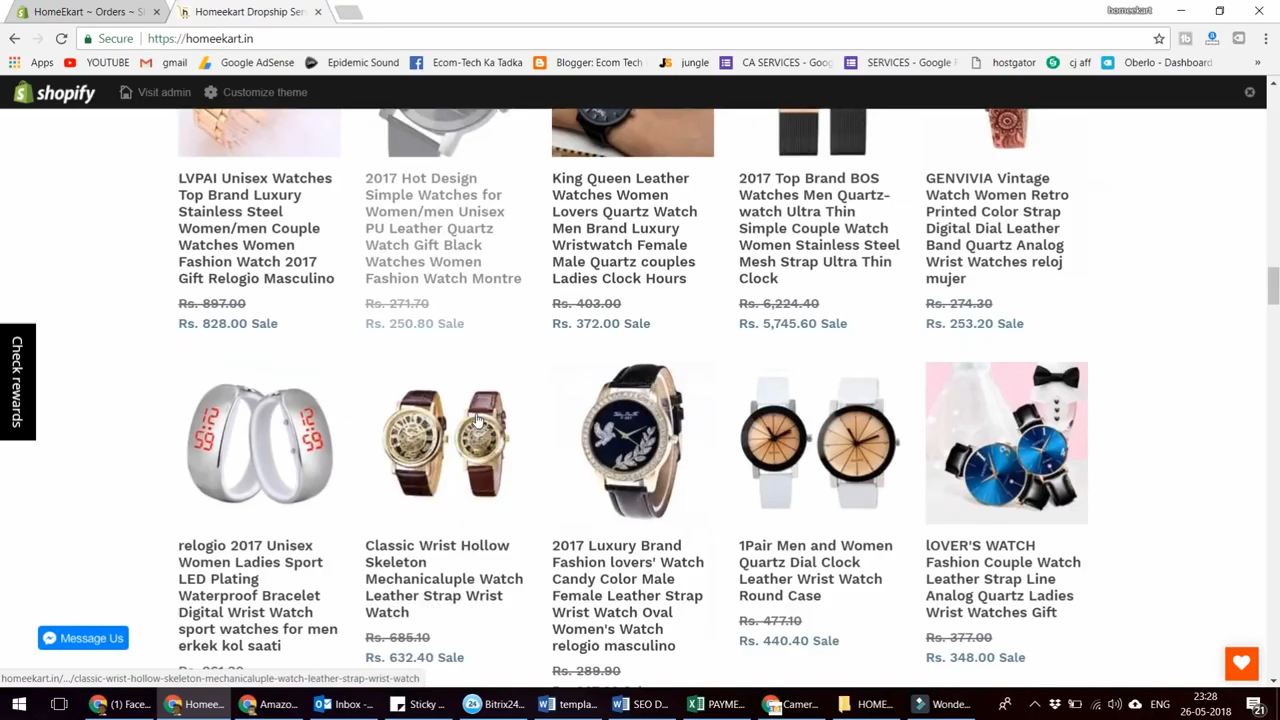 HomeEkart ~ Orders ~ S
Homeekart Dropship Ser
homeekart
Secure
https://homeekart.in
Apps
YOUTUBE
gmail
Google AdSense
Epidemic Sound
Ecom-Tech Ka Tadka
Blogger: Ecom Tech
jungle
CA SERVICES - Goog
SERVICES - Google F
hostgator
cj aff
Oberlo - Dashboard
shopify
Visit admin
Customize theme
LVPAI Unisex Watches
Top Brand Luxury
Stainless Steel
Women/men Couple
Watches Women
Fashion Watch 2017
Gift Relogio Masculino
Rs. 897.00
Rs. 828.00 Sale
2017 Hot Design
Simple Watches for
Women/men Unisex
PU Leather Quartz
Watch Gift Black
Watches Women
Fashion Watch Montre
Rs. 271.70
Rs. 250.80 Sale
King Queen Leather
Watches Women
Lovers Quartz Watch
Men Brand Luxury
Wristwatch Female
Male Quartz couples
Ladies Clock Hours
Rs. 403.00
Rs. 372.00 Sale
2017 Top Brand BOS
Watches Men Quartz-
watch Ultra Thin
Simple Couple Watch
Women Stainless Steel
Mesh Strap Ultra Thin
Clock
Rs. 6,224.40
Rs. 5,745.60 Sale
GENVIVIA Vintage
Watch Women Retro
Printed Color Strap
Digital Dial Leather
Band Quartz Analog
Wrist Watches reloj
mujer
Rs. 274.30
Rs. 253.20 Sale
Check rewards
relogio 2017 Unisex
Women Ladies Sport
LED Plating
Waterproof Bracelet
Digital Wrist Watch
sport watches for men
erkek kol saati
Classic Wrist Hollow
Skeleton
Mechanicaluple Watch
Leather Strap Wrist
Watch
Rs. 685.10
Rs. 632.40 Sale
2017 Luxury Brand
Fashion lovers' Watch
Candy Color Male
Female Leather Strap
Wrist Watch Oval
Women's Watch
relogio masculino
Rs. 289.90
1Pair Men and Women
Quartz Dial Clock
Leather Wrist Watch
Round Case
Rs. 477.10
Rs. 440.40 Sale
lOVER'S WATCH
Fashion Couple Watch
Leather Strap Line
Analog Quartz Ladies
Wrist Watches Gift
Rs. 377.00
Rs. 348.00 Sale
Message Us
homeekart.in/.../classic-wrist-hollow-skeleton-mechanicaluple-watch-leather-strap-wrist-watch
(1) Face...
Homee...
Amazo...
Inbox -...
Sticky ...
Bitrix24...
templa...
SEO D...
PAYME...
Camer...
HOME...
Wonde...
ENG
23:28
26-05-2018
21